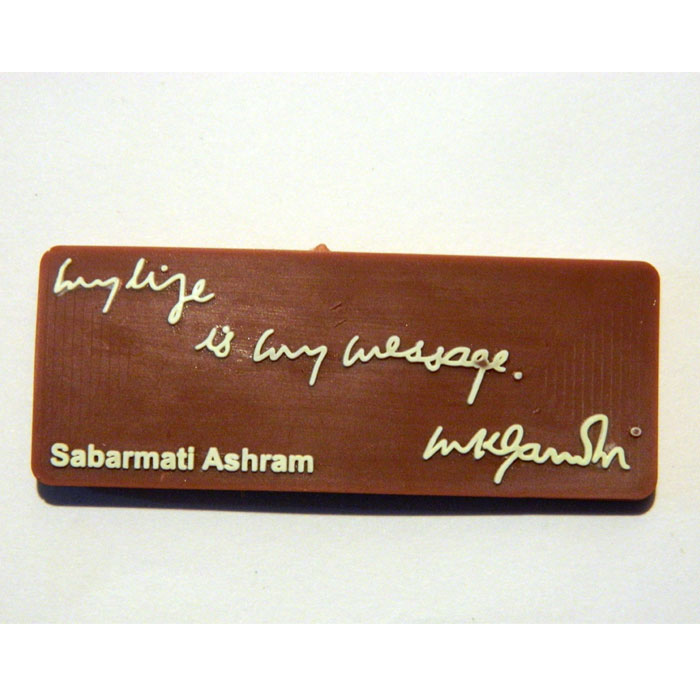 my life
is my message.
mkgandhi
Sabarmati Ashram